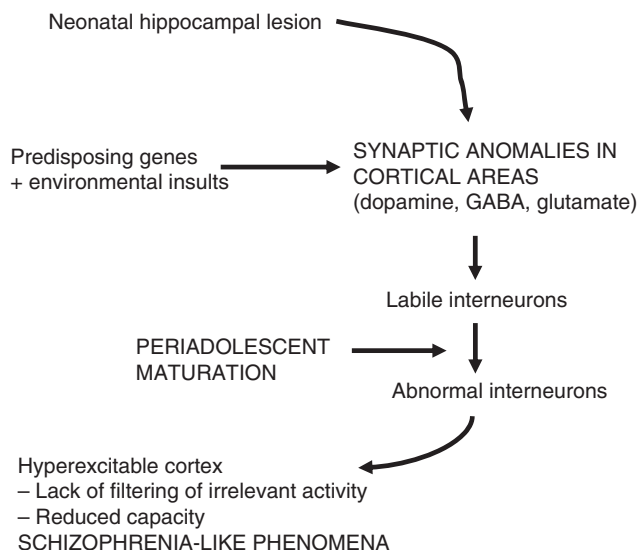 Neonatal hippocampal lesion
Predisposing genes
+ environmental insults
SYNAPTIC ANOMALIES IN
CORTICAL AREAS
(dopamine, GABA, glutamate)
Labile interneurons
PERIADOLESCENT
MATURATION
Abnormal interneurons
Hyperexcitable cortex
– Lack of filtering of irrelevant activity
– Reduced capacity
SCHIZOPHRENIA-LIKE PHENOMENA